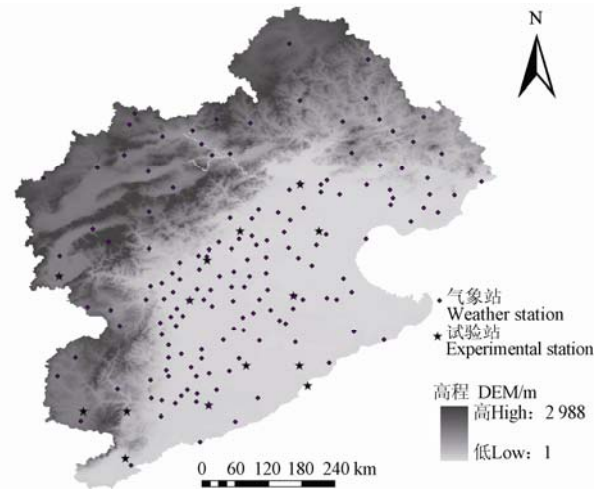 N
气象站
Weather station
试验站
Experimental station
高程 DEM/m
高High：2 988
低Low：1
0 60 120 180 240 km